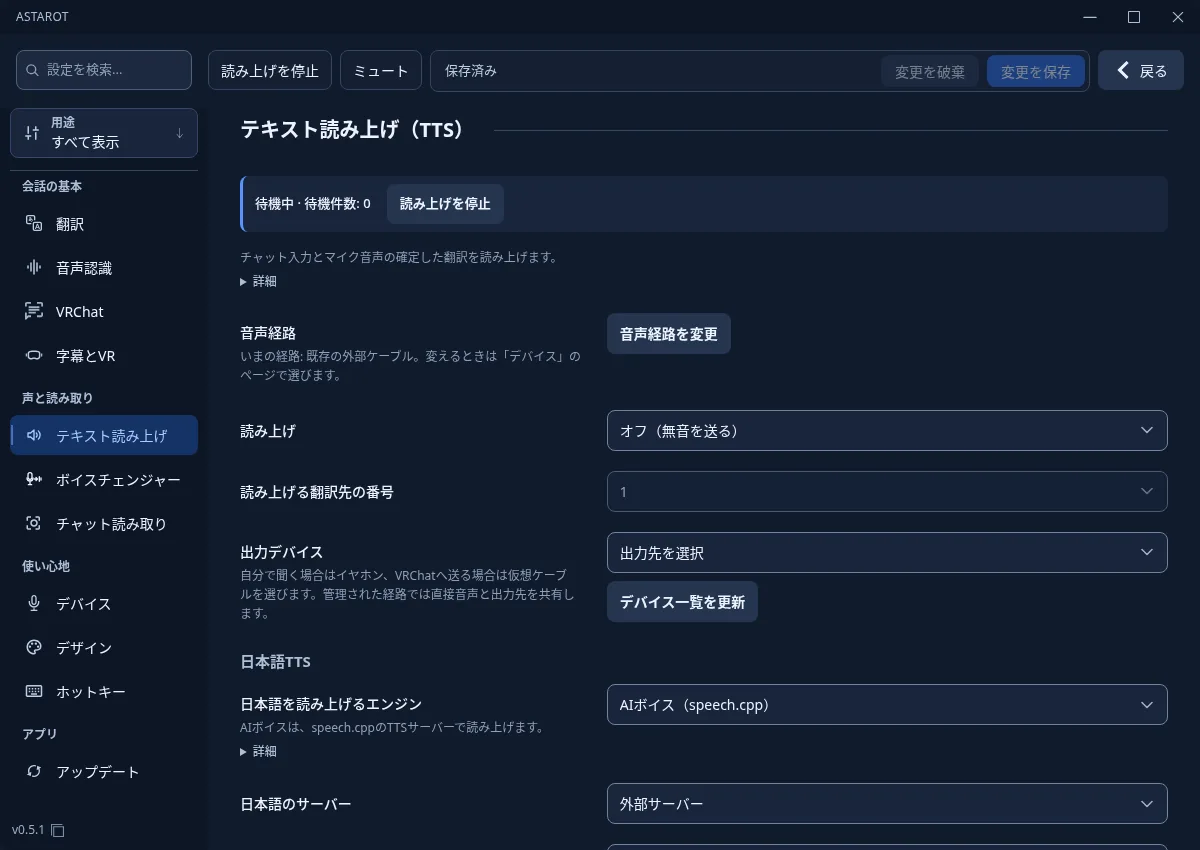 ASTAROT
設定を検索...
読み上げを停止
ミュート
保存済み
変更を破棄
変更を保存
戻る
用途
すべて表示
会話の基本
翻訳
音声認識
VRChat
字幕とVR
声と読み取り
テキスト読み上げ
ボイスチェンジャー
チャット読み取り
使い心地
デバイス
デザイン
ホットキー
アプリ
アップデート
v0.5.1
テキスト読み上げ（TTS）
待機中 · 待機件数: 0
読み上げを停止
チャット入力とマイク音声の確定した翻訳を読み上げます。
詳細
音声経路
いまの経路: 既存の外部ケーブル。変えるときは「デバイス」の
ページで選びます。
音声経路を変更
読み上げ
オフ（無音を送る）
読み上げる翻訳先の番号
1
出力デバイス
自分で聞く場合はイヤホン、VRChatへ送る場合は仮想ケーブ
ルを選びます。管理された経路では直接音声と出力先を共有し
ます。
出力先を選択
デバイス一覧を更新
日本語TTS
日本語を読み上げるエンジン
AIボイスは、speech.cppのTTSサーバーで読み上げます。
詳細
AIボイス（speech.cpp）
日本語のサーバー
外部サーバー